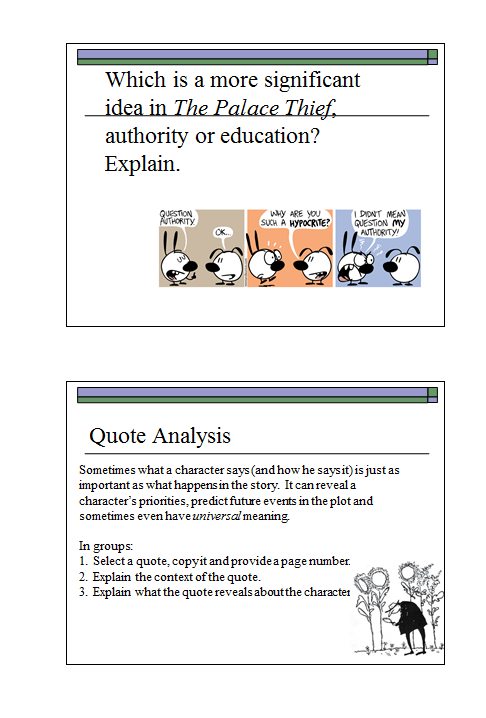 Which is a more significant
idea in The Palace Thief,
authority or education?
Explain.
QUESTION
AUTHORITY.
OK...
WHY ARE YOU
SUCH A HYPOCRITE?
I DIDN'T MEAN
QUESTION MY
AUTHORITY!
Quote Analysis
Sometimes what a character says (and how he says it) is just as
important as what happens in the story. It can reveal a
character's priorities, predict future events in the plot and
sometimes even have universal meaning.
In groups:
1. Select a quote, copy it and provide a page number.
2. Explain the context of the quote.
3. Explain what the quote reveals about the character